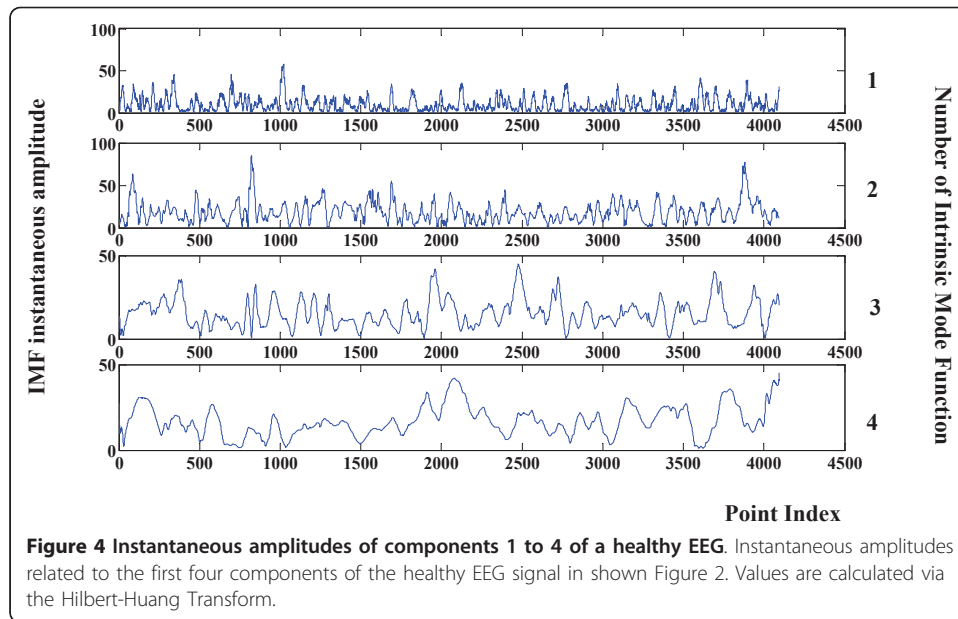 100
50
0
0 500 1000 1500 2000 2500 3000 3500 4000 4500
1
100
50
0
0 500 1000 1500 2000 2500 3000 3500 4000 4500
2
50
0
0 500 1000 1500 2000 2500 3000 3500 4000 4500
3
50
0
0 500 1000 1500 2000 2500 3000 3500 4000 4500
4
IMF instantaneous amplitude
Number of Intrinsic Mode Function
Point Index
Figure 4 Instantaneous amplitudes of components 1 to 4 of a healthy EEG. Instantaneous amplitudes
related to the first four components of the healthy EEG signal in shown Figure 2. Values are calculated via
the Hilbert-Huang Transform.